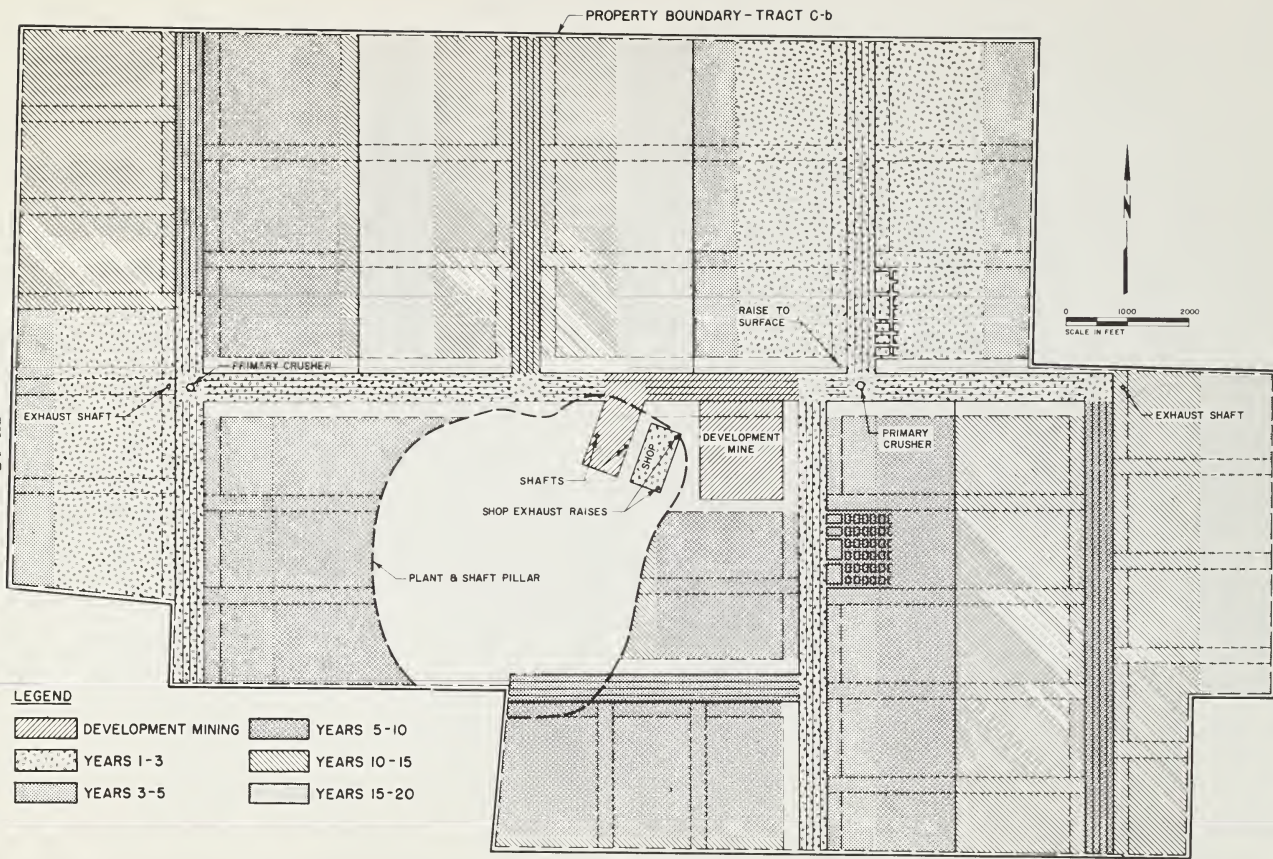 PROPERTY BOUNDARY - TRACT C-b
N
0 1000 2000
SCALE IN FEET
RAISE TO
SURFACE
PRIMARY CRUSHER
EXHAUST SHAFT
EXHAUST SHAFT
PRIMARY
CRUSHER
DEVELOPMENT
MINE
SHOP
SHAFTS
SHOP EXHAUST RAISES
PLANT & SHAFT PILLAR
LEGEND
DEVELOPMENT MINING
YEARS 1-3
YEARS 3-5
YEARS 5-10
YEARS 10-15
YEARS 15-20